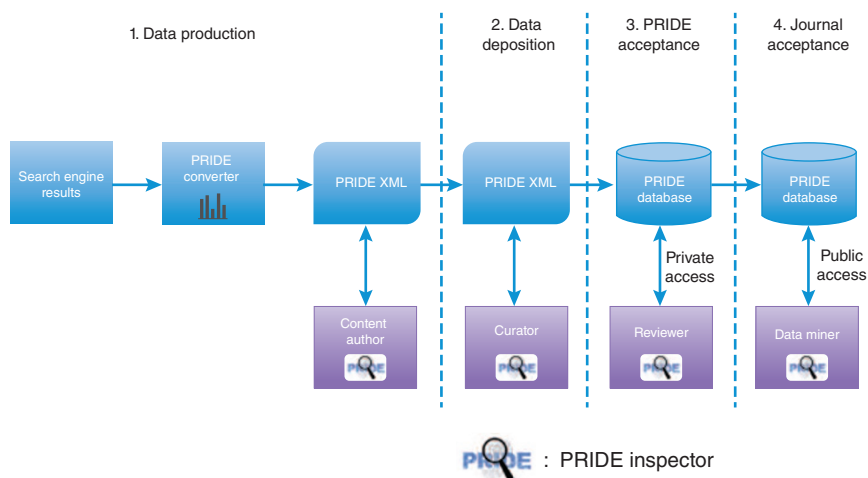 1. Data production
2. Data
deposition
3. PRIDE
acceptance
4. Journal
acceptance
Search engine
results
PRIDE
converter
PRIDE XML
PRIDE XML
PRIDE
database
PRIDE
database
Private
access
Public
access
Content
author
PRIDE
Curator
PRIDE
Reviewer
PRIDE
Data miner
PRIDE
PRIDE : PRIDE inspector